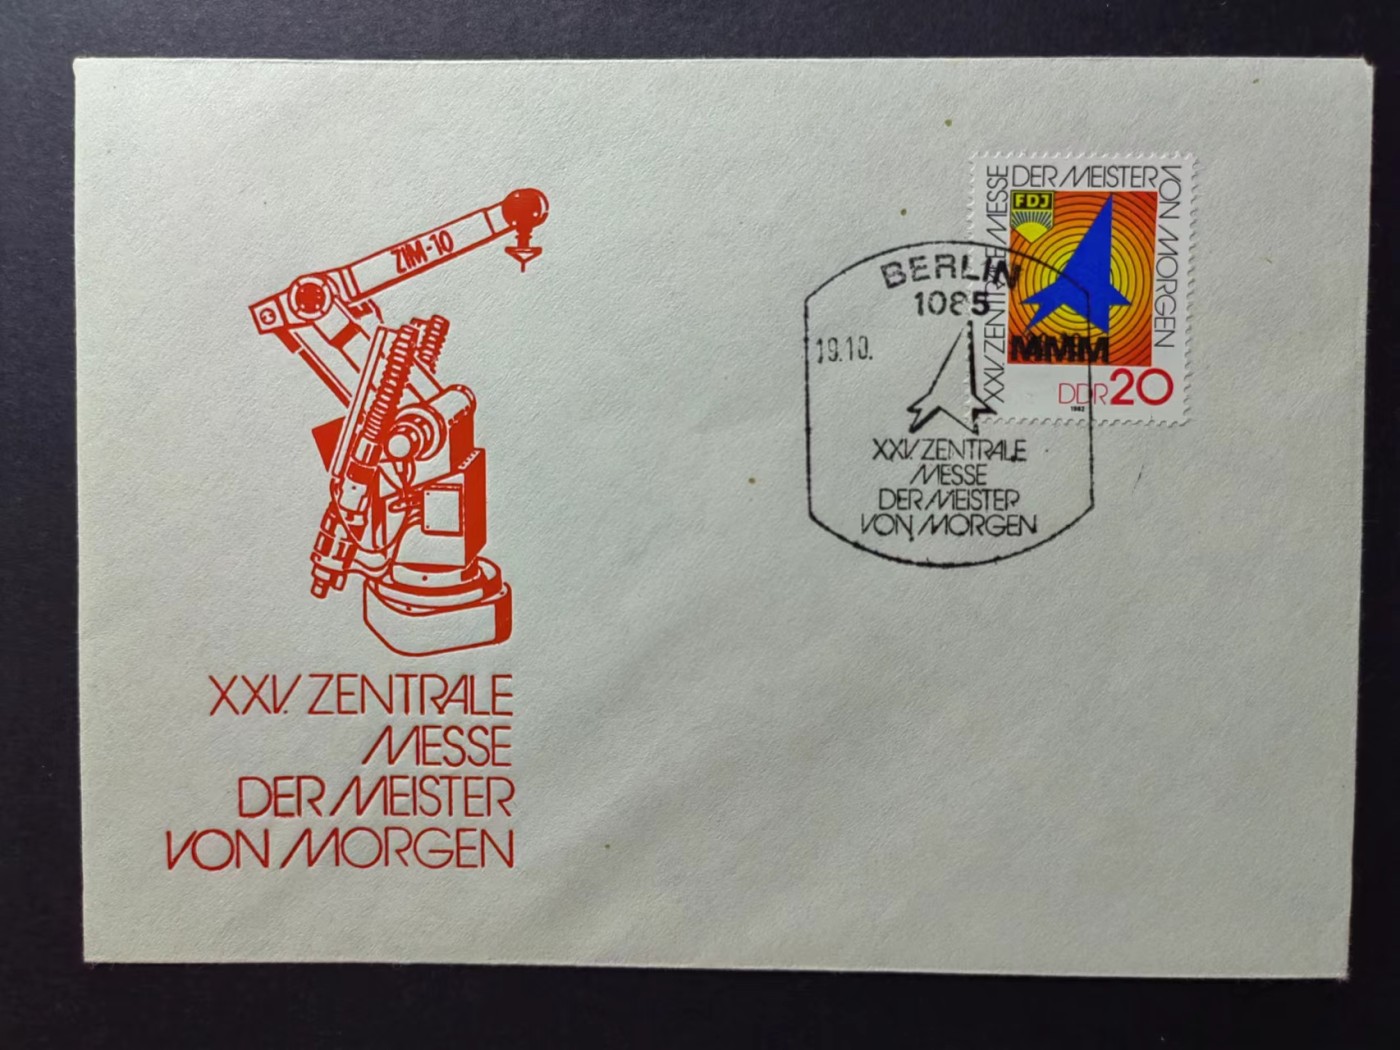 ZIM-10
XXV. ZENTRALE
MESSE
DER MEISTER
VON MORGEN
XXV. ZENTRALE MESSE
DER MEISTER
VON MORGEN
FDJ
MMM
DDR 20
1982
BERLIN
1085
19.10.
XXV. ZENTRALE
MESSE
DER MEISTER
VON MORGEN